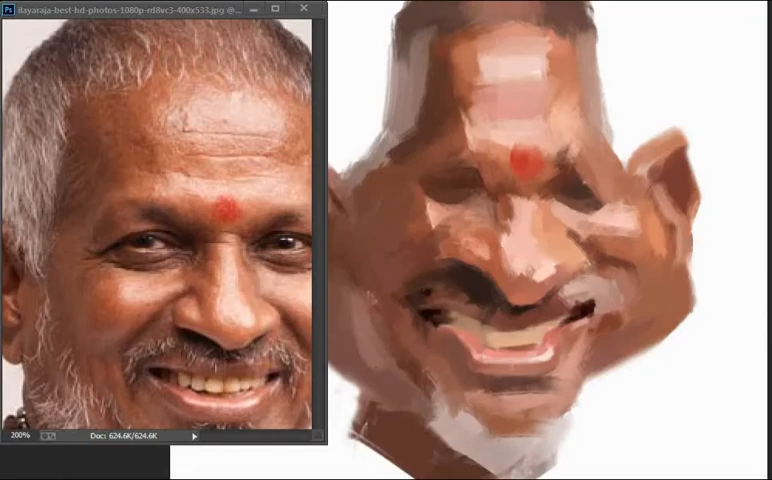 Ps ilayaraja-best-hd-photos-1080p-rd8vc3-400x533.jpg @...
200% Doc: 624.6K/624.6K